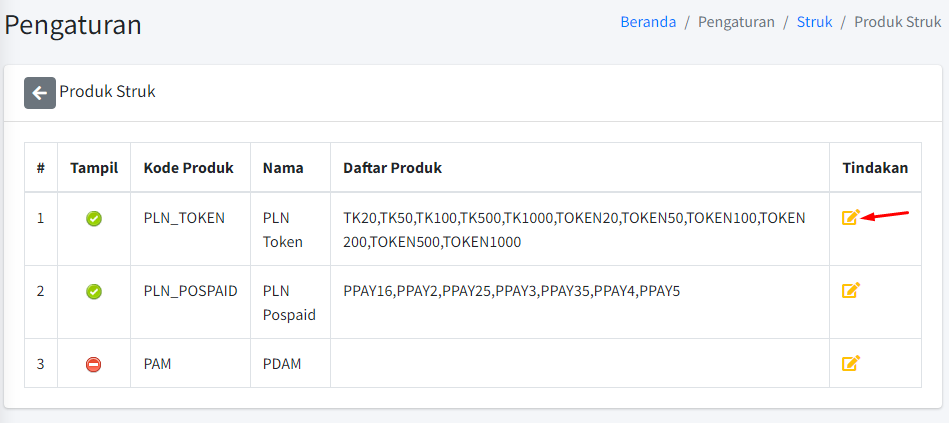 Pengaturan
Beranda / Pengaturan / Struk / Produk Struk
Produk Struk
# Tampil Kode Produk Nama Daftar Produk Tindakan
1 PLN_TOKEN PLN Token TK20,TK50,TK100,TK500,TK1000,TOKEN20,TOKEN50,TOKEN100,TOKEN
200,TOKEN500,TOKEN1000
2 PLN_POSPAID PLN Pospaid PPAY16,PPAY2,PPAY25,PPAY3,PPAY35,PPAY4,PPAY5
3 PAM PDAM